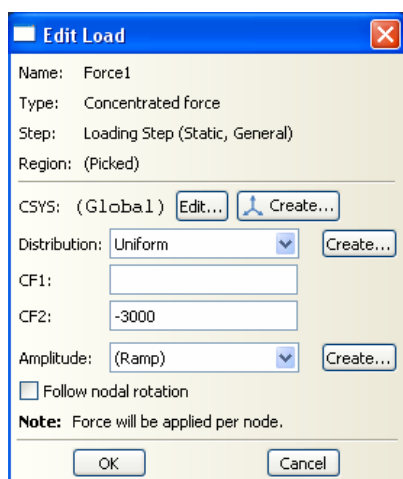 Edit Load
Name: Force1
Type: Concentrated force
Step: Loading Step (Static, General)
Region: (Picked)
CSYS: (Global) Edit... Create...
Distribution: Uniform Create...
CF1:
CF2: -3000
Amplitude: (Ramp) Create...
Follow nodal rotation
Note: Force will be applied per node.
OK Cancel